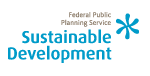 Federal Public
Planning Service
Sustainable
Development